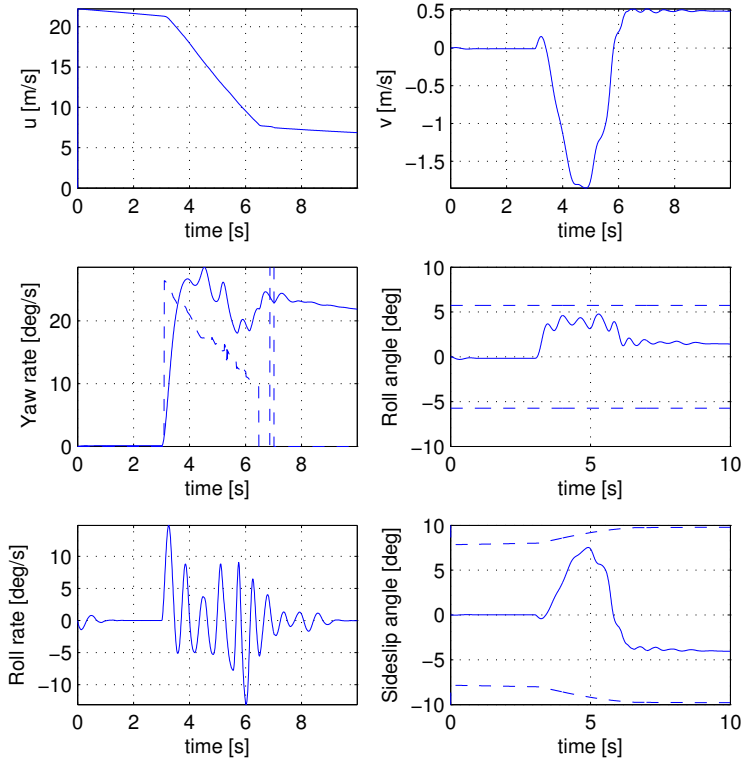 20
15
10
5
0
u [m/s]
0 2 4 6 8
time [s]
0.5
0
−0.5
−1
−1.5
v [m/s]
0 2 4 6 8
time [s]
20
10
0
Yaw rate [deg/s]
0 2 4 6 8
time [s]
10
5
0
−5
−10
Roll angle [deg]
0 5 10
time [s]
10
5
0
−5
−10
Roll rate [deg/s]
0 2 4 6 8
time [s]
10
5
0
−5
−10
Sideslip angle [deg]
0 5 10
time [s]